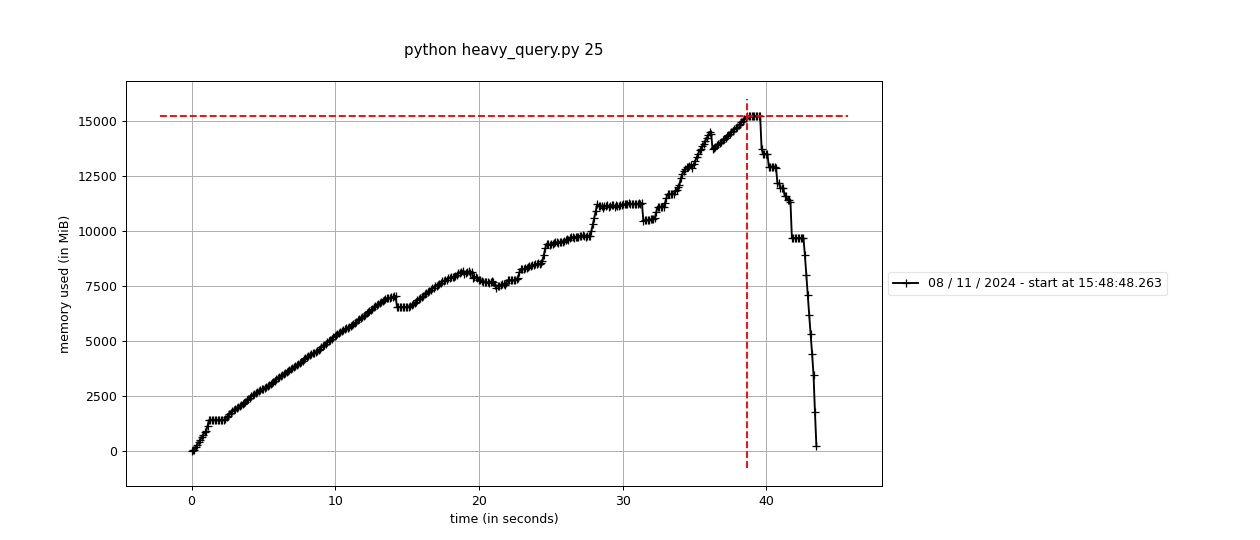 python heavy_query.py 25
memory used (in MiB)
15000
12500
10000
7500
5000
2500
0
0 10 20 30 40
time (in seconds)
08 / 11 / 2024 - start at 15:48:48.263